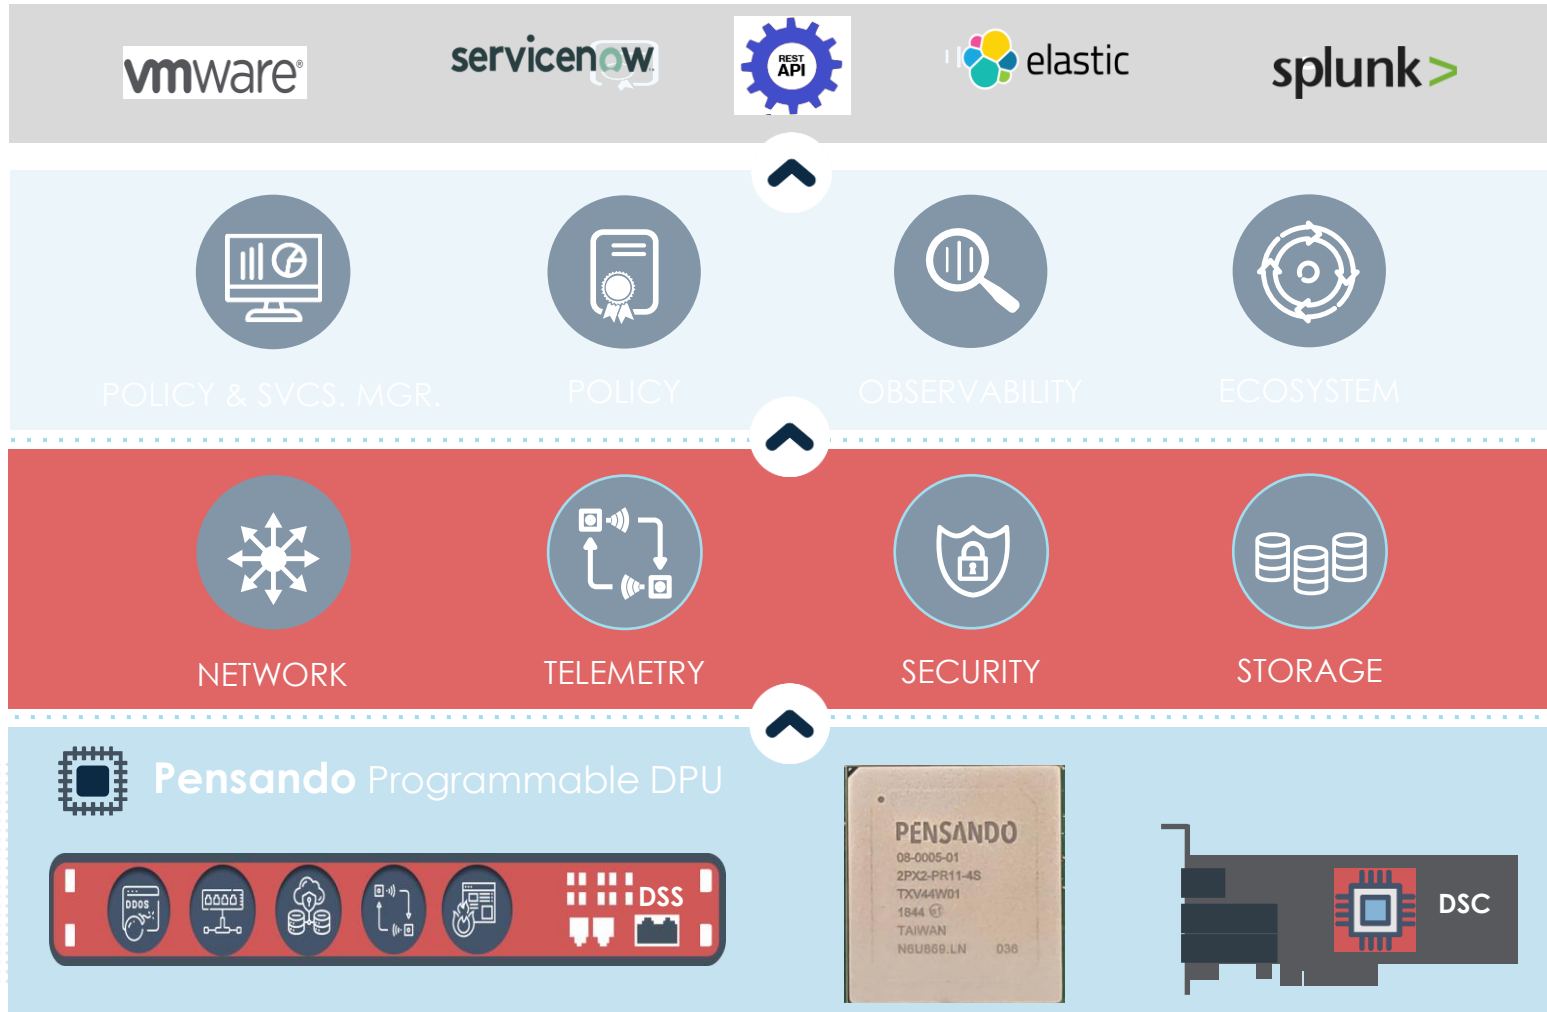 vmware®
servicenow
REST
API
elastic
splunk>
POLICY & SVCS. MGR.
POLICY
OBSERVABILITY
ECOSYSTEM
NETWORK
TELEMETRY
SECURITY
STORAGE
Pensando Programmable DPU
DDOS
DSS
PENSANDO
08-0005-01
2PX2-PR11-4S
TXV44W01
1844 e1
TAIWAN
N6U869.LN 036
DSC